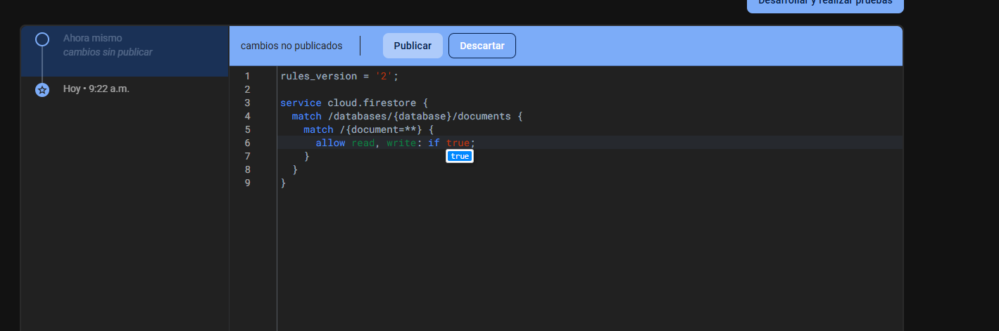 Desarrollar y realizar pruebas
Ahora mismo
cambios sin publicar
Hoy • 9:22 a.m.
cambios no publicados
Publicar
Descartar
1 rules_version = '2';
2
3 service cloud.firestore {
4 match /databases/{database}/documents {
5 match /{document=**} {
6 allow read, write: if true;
true
7 }
8 }
9 }